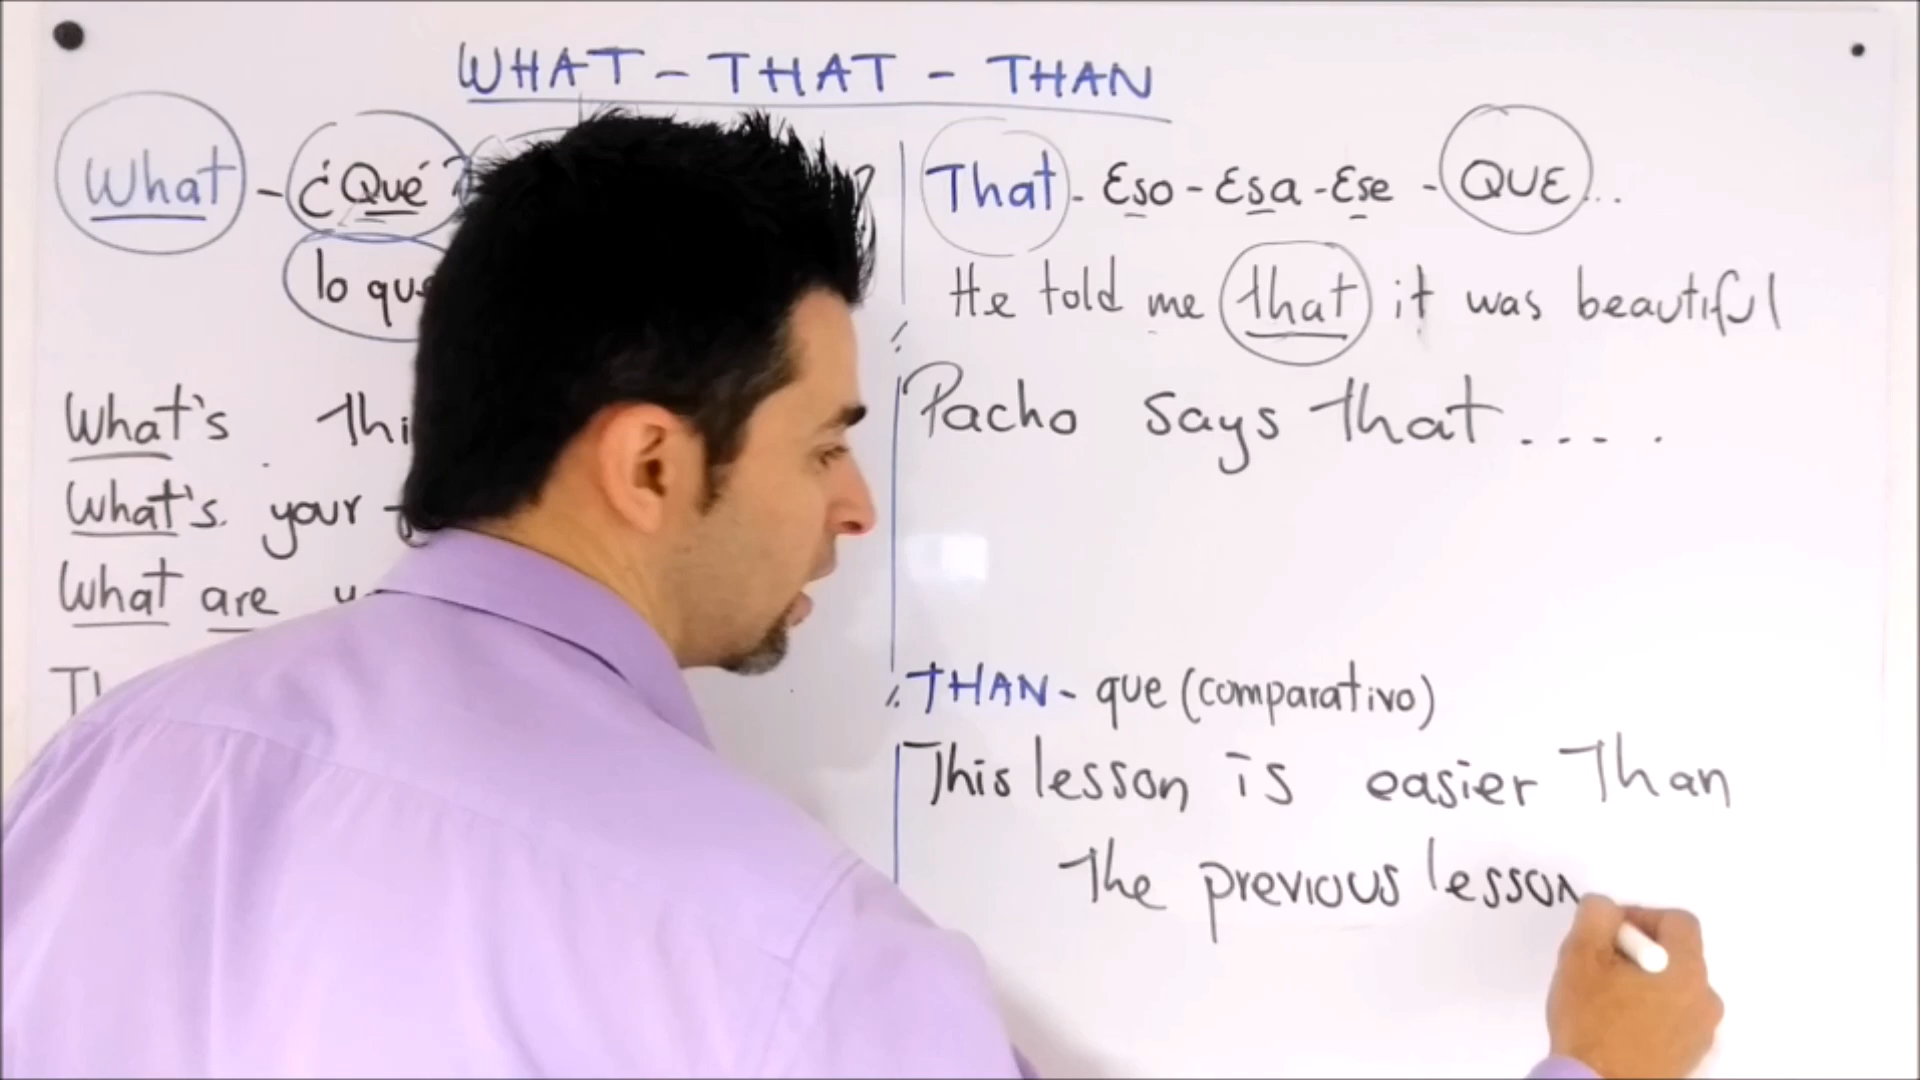 WHAT - THAT - THAN
What - ¿Qué?
lo que
What's
What's your
What are
That - Eso - Esa - Ese - QUE...
He told me that it was beautiful
Pacho says that .....
THAN - que (comparativo)
This lesson is easier Than
The previous lesson